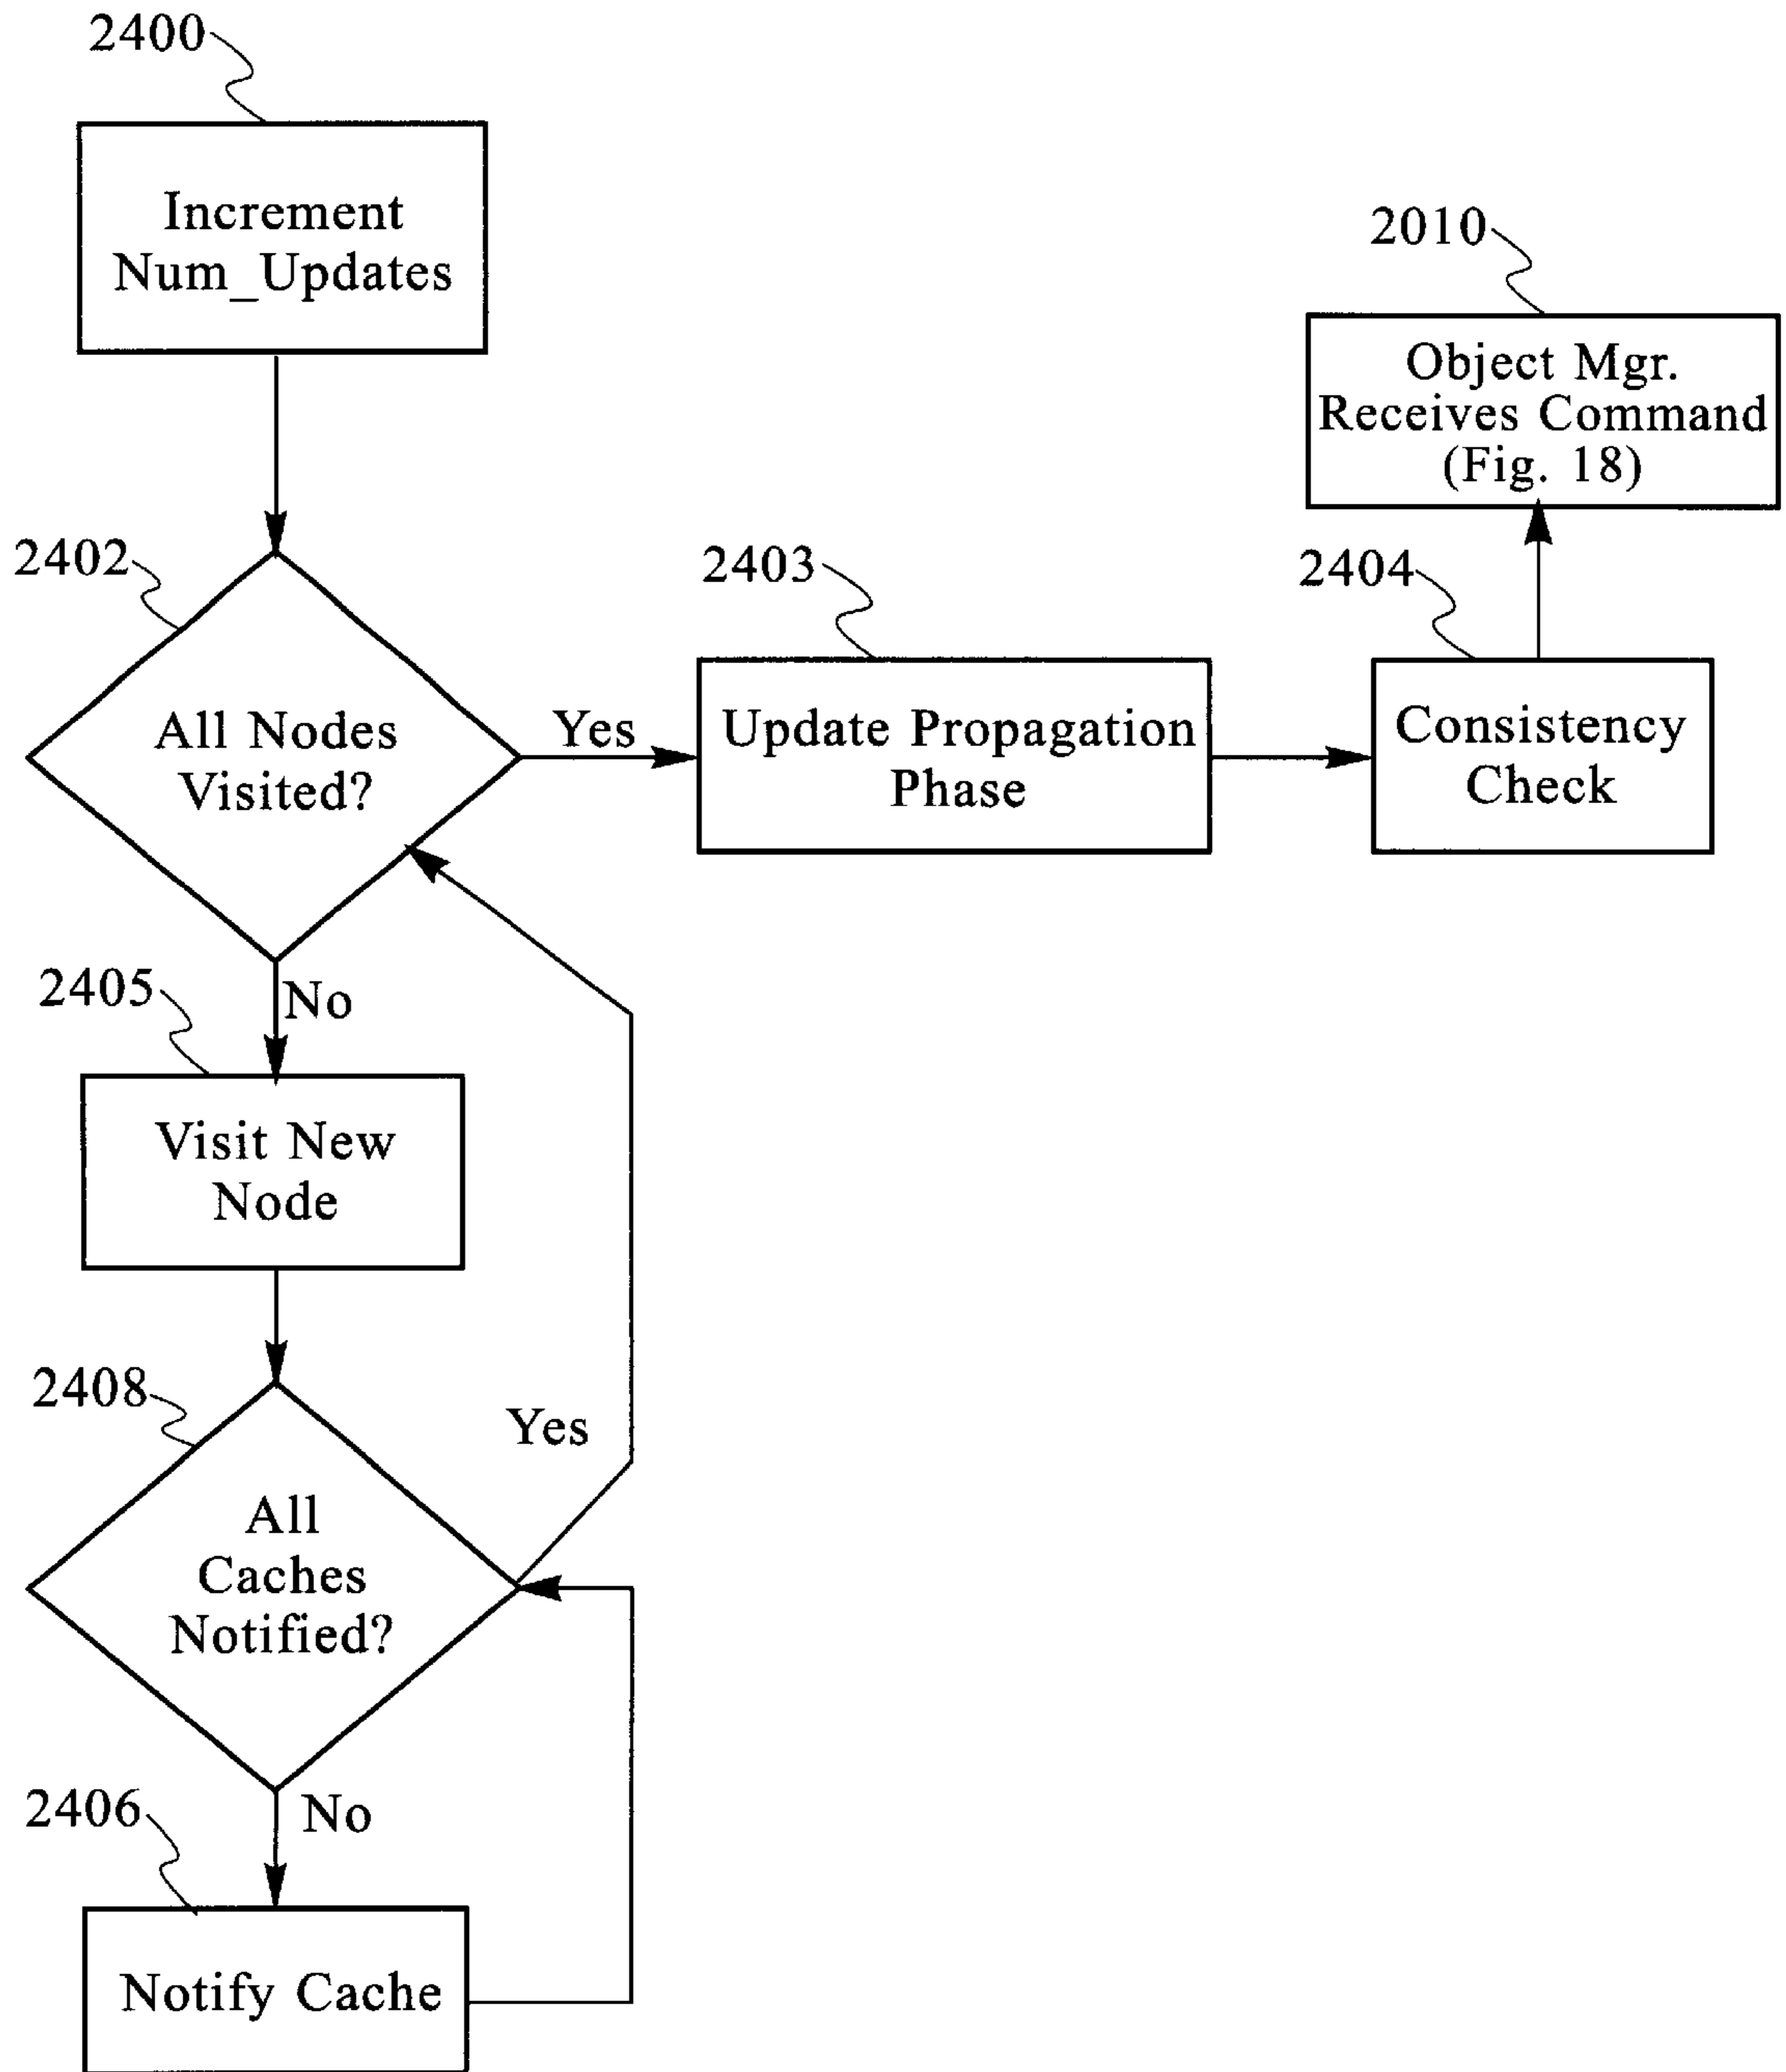 2400
Increment
Num_Updates
2010
Object Mgr.
Receives Command
(Fig. 18)
2402
All Nodes
Visited?
Yes
2403
Update Propagation
Phase
2404
Consistency
Check
No
2405
Visit New
Node
2408
All
Caches
Notified?
Yes
No
2406
Notify Cache